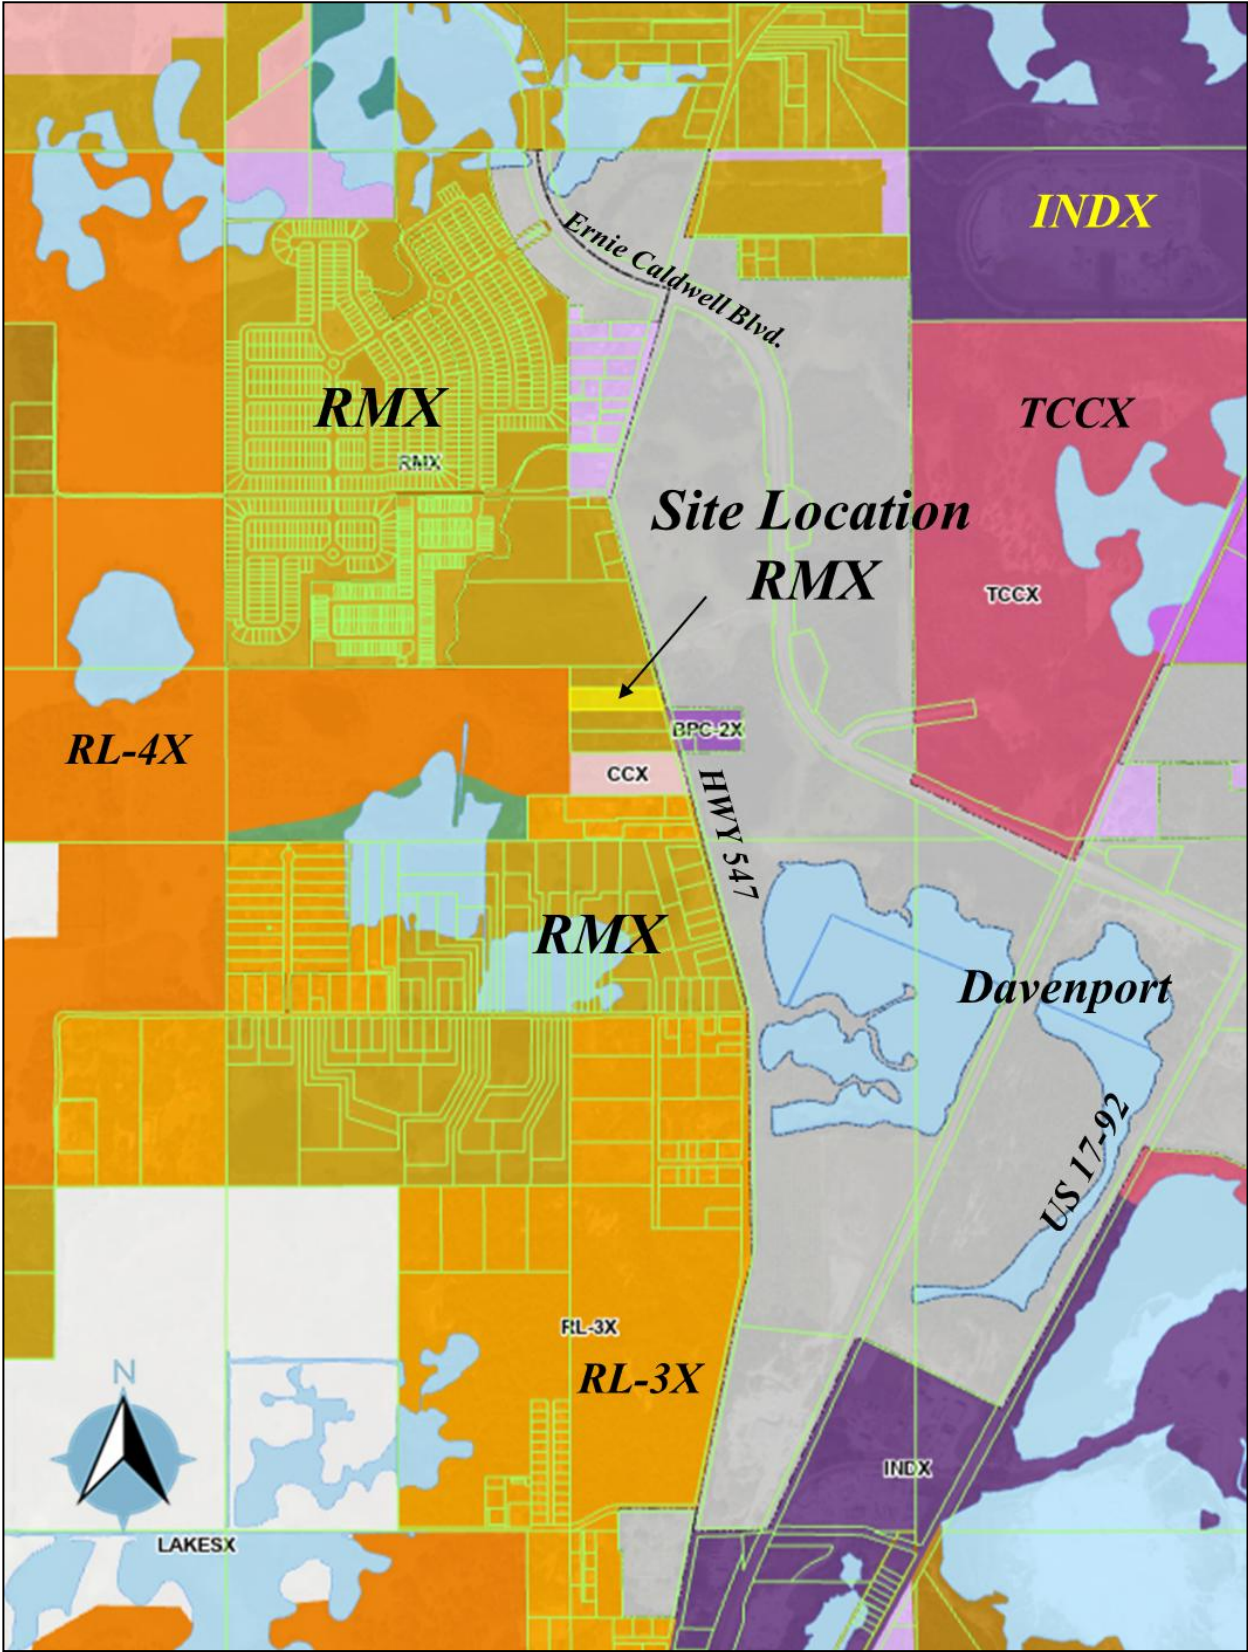 INDX
Ernie Caldwell Blvd.
RMX
TCCX
RMX
Site Location
RMX
TCCX
RL-4X
BPC-2X
CCX
HWY 547
RMX
Davenport
US 17-92
RL-3X
RL-3X
N
INDX
LAKESX